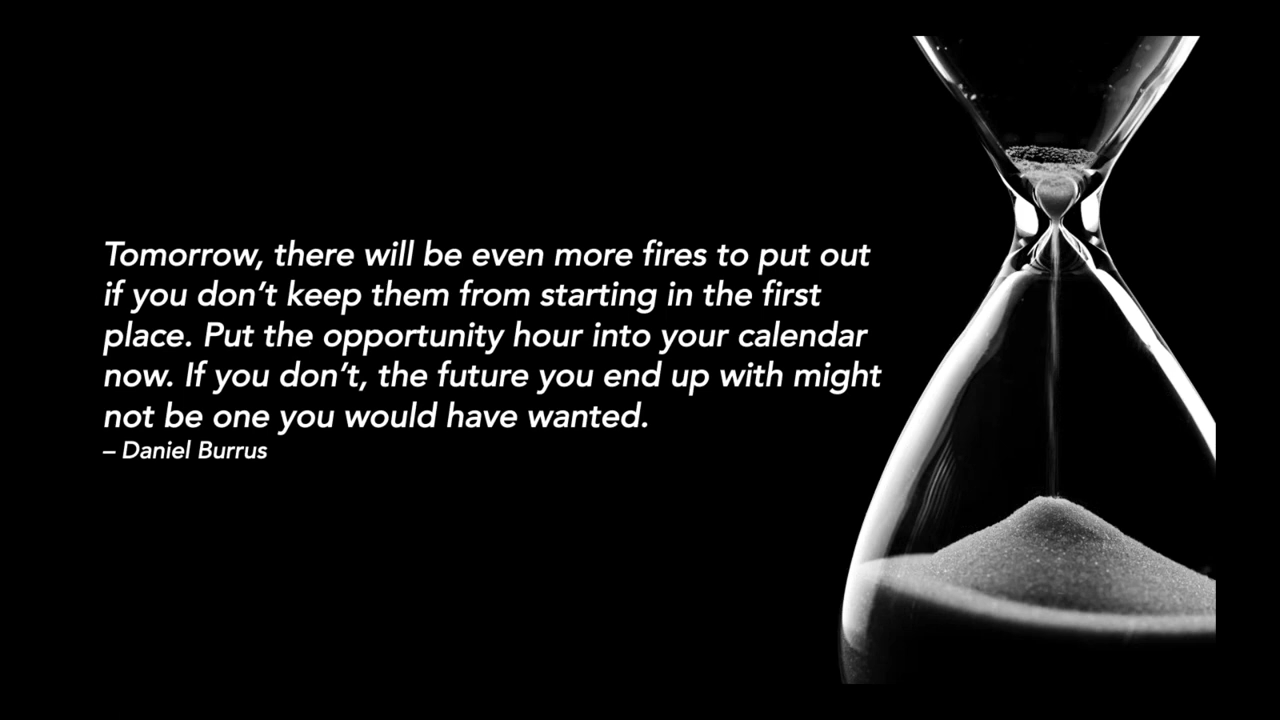 Tomorrow, there will be even more fires to put out
if you don’t keep them from starting in the first
place. Put the opportunity hour into your calendar
now. If you don’t, the future you end up with might
not be one you would have wanted.
– Daniel Burrus